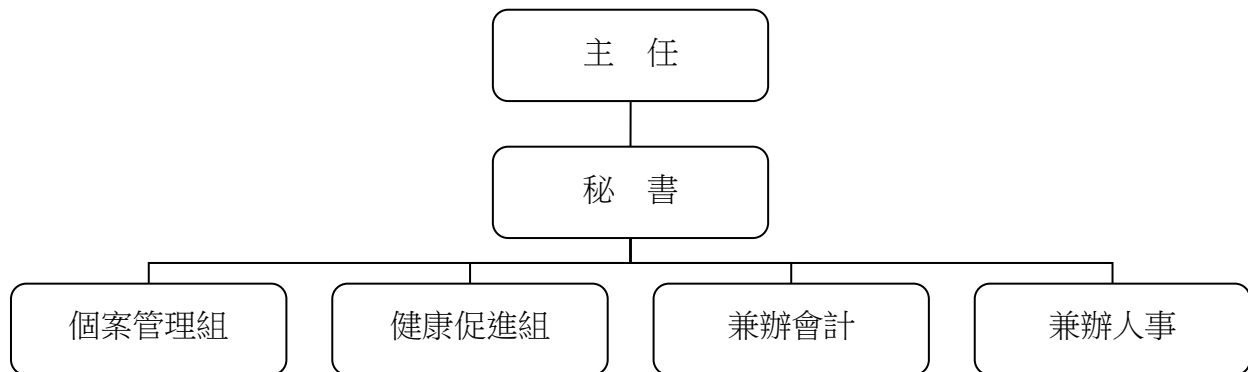 主　任
秘　書
個案管理組
健康促進組
兼辦會計
兼辦人事